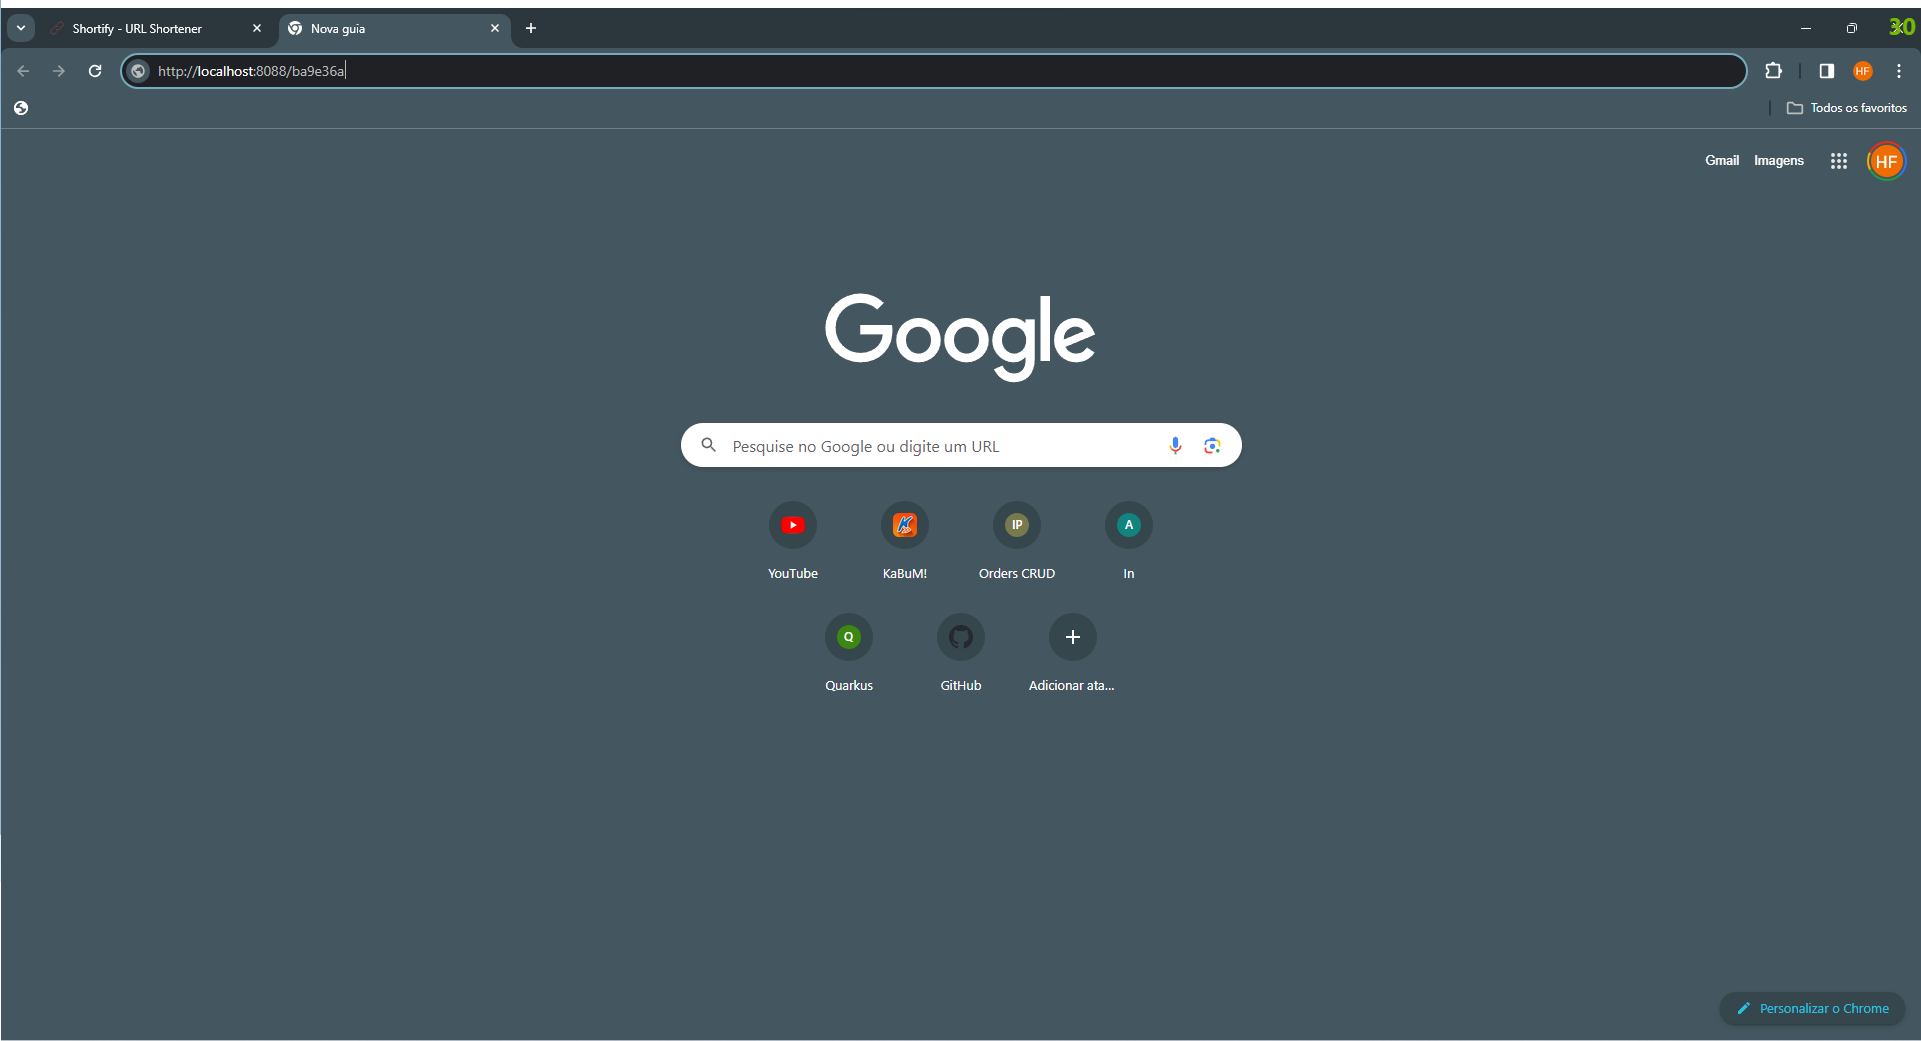 Shortify - URL Shortener
Nova guia
30
http://localhost:8088/ba9e36a
HF
Todos os favoritos
Gmail
Imagens
HF
Google
Pesquise no Google ou digite um URL
IP
A
YouTube
KaBuM!
Orders CRUD
In
Q
Quarkus
GitHub
Adicionar ata...
Personalizar o Chrome